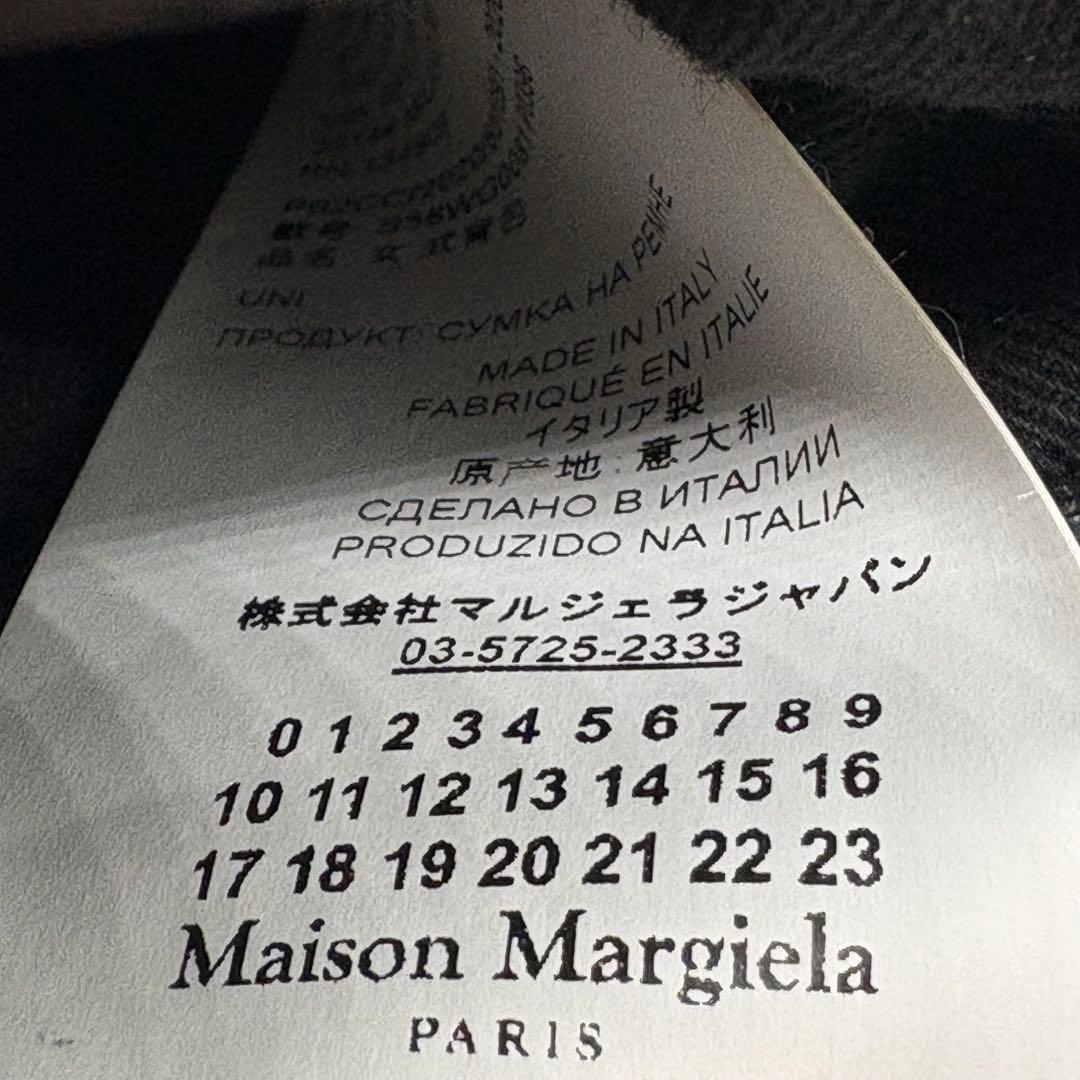 UNI
ПРОДУКТ: СУМКА НА РЕМНЕ
MADE IN ITALY
FABRIQUÉ EN ITALIE
イタリア製
原产地:意大利
СДЕЛАНО В ИТАЛИИ
PRODUZIDO NA ITALIA
株式会社マルジェラジャパン
03-5725-2333
0 1 2 3 4 5 6 7 8 9
10 11 12 13 14 15 16
17 18 19 20 21 22 23
Maison Margiela
PARIS